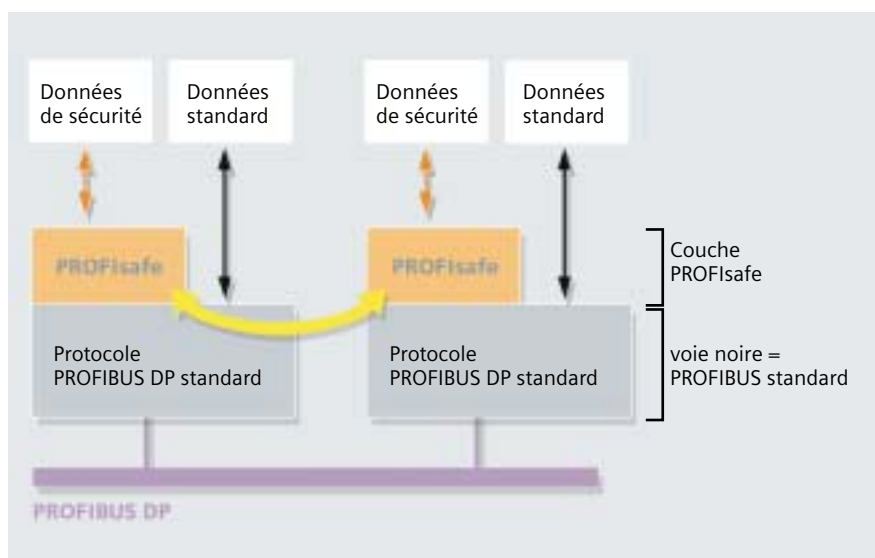 Données
de sécurité
Données
standard
Données
de sécurité
Données
standard
PROFIsafe
PROFIsafe
Couche
PROFIsafe
Protocole
PROFIBUS DP standard
Protocole
PROFIBUS DP standard
voie noire =
PROFIBUS standard
PROFIBUS DP